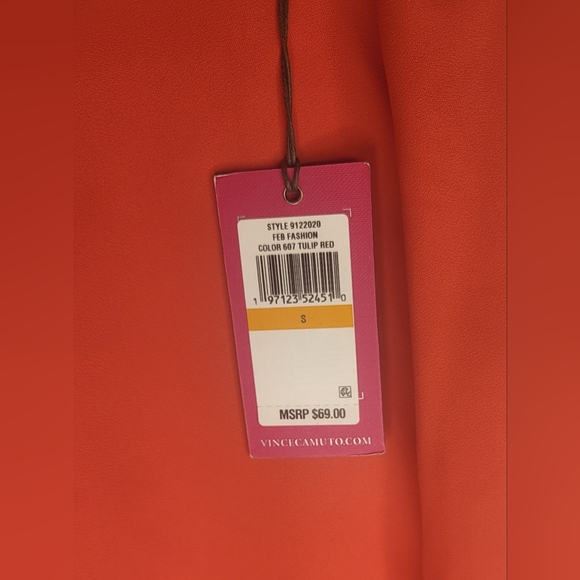 STYLE 9122020
FEB FASHION
COLOR 607 TULIP RED
1 97123 52451 0
S
MSRP $69.00
VINCECAMUTO.COM